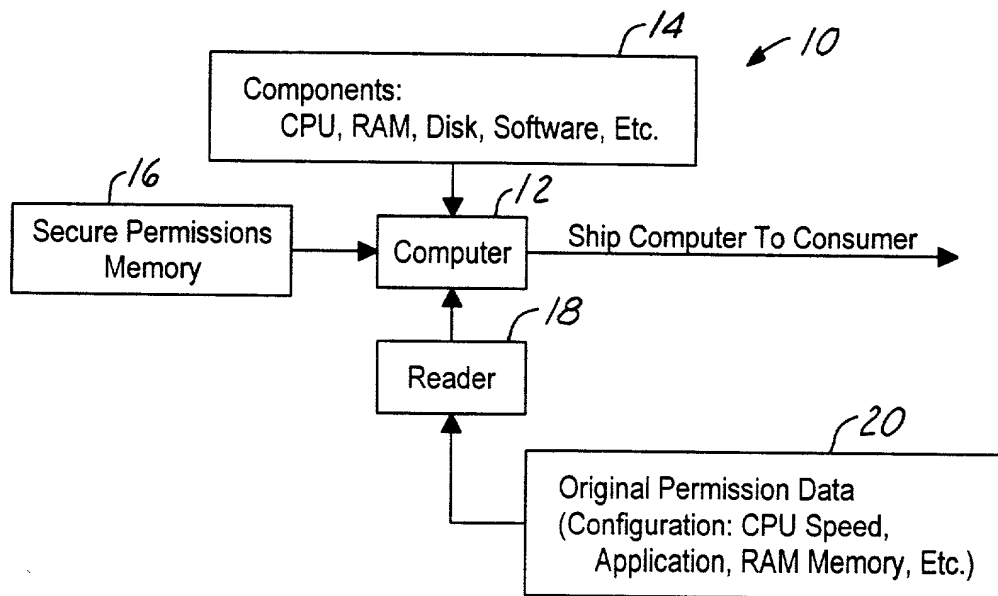 14
10
Components:
CPU, RAM, Disk, Software, Etc.
16
12
Secure Permissions
Memory
Computer
Ship Computer To Consumer
18
Reader
20
Original Permission Data
(Configuration: CPU Speed,
Application, RAM Memory, Etc.)